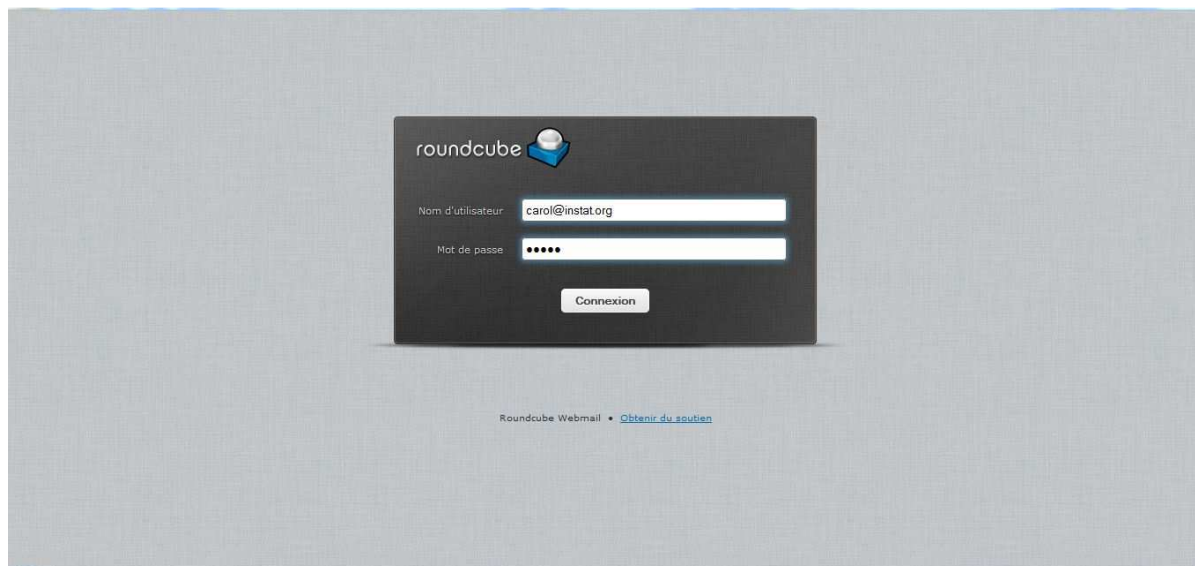 roundcube
Nom d'utilisateur carol@instat.org
Mot de passe •••••
Connexion
Roundcube Webmail • Obtenir du soutien